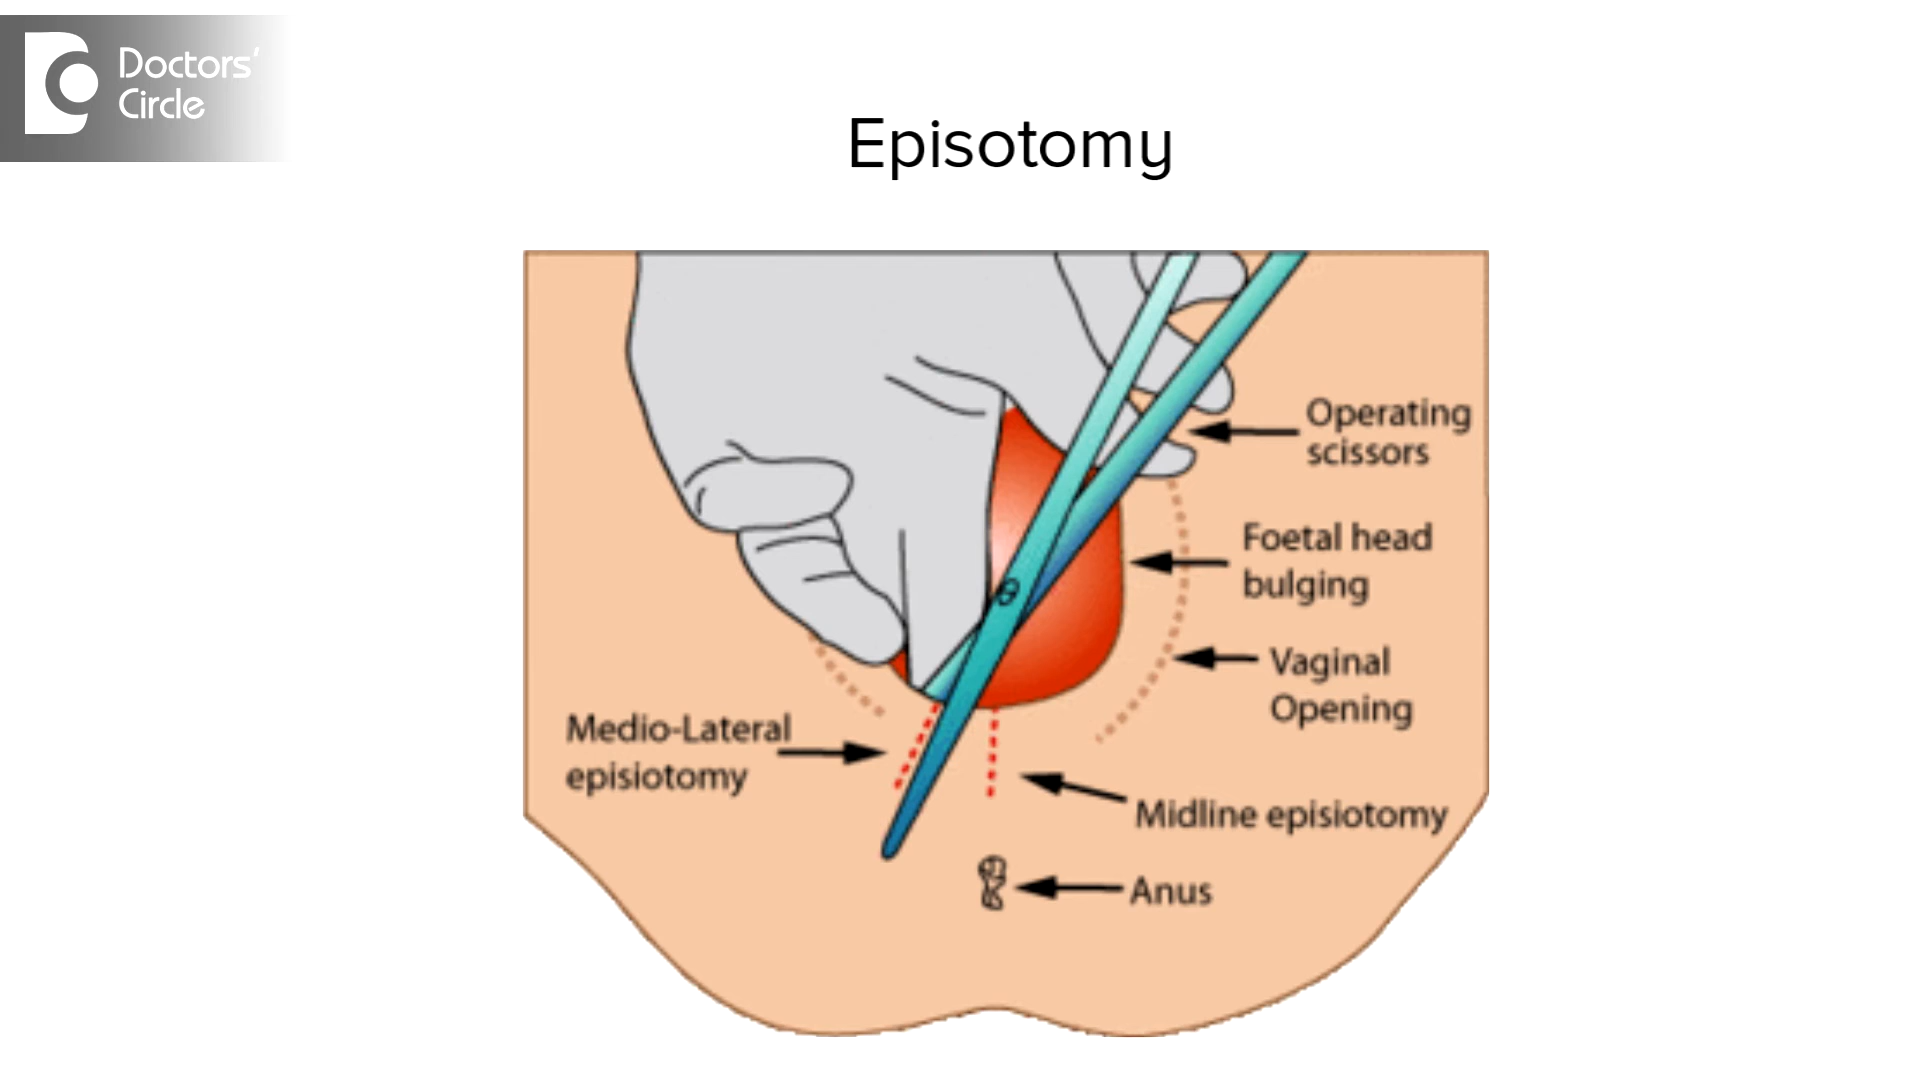 Doctors'
Circle
Episotomy
Operating
scissors
Foetal head
bulging
Vaginal
Opening
Medio-Lateral
episiotomy
Midline episiotomy
Anus